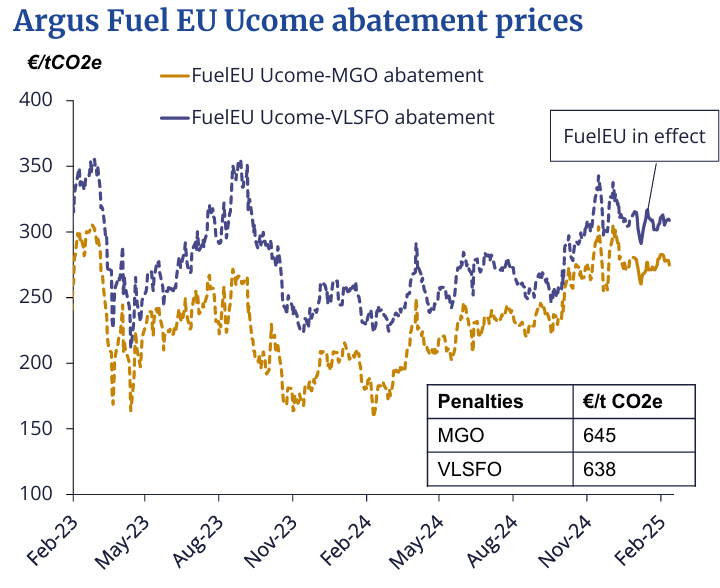 Argus Fuel EU Ucome abatement prices
€/tCO2e
FuelEU Ucome-MGO abatement
FuelEU Ucome-VLSFO abatement
FuelEU in effect
400
350
300
250
200
150
100
Penalties €/t CO2e
MGO 645
VLSFO 638
Feb-23 May-23 Aug-23 Nov-23 Feb-24 May-24 Aug-24 Nov-24 Feb-25